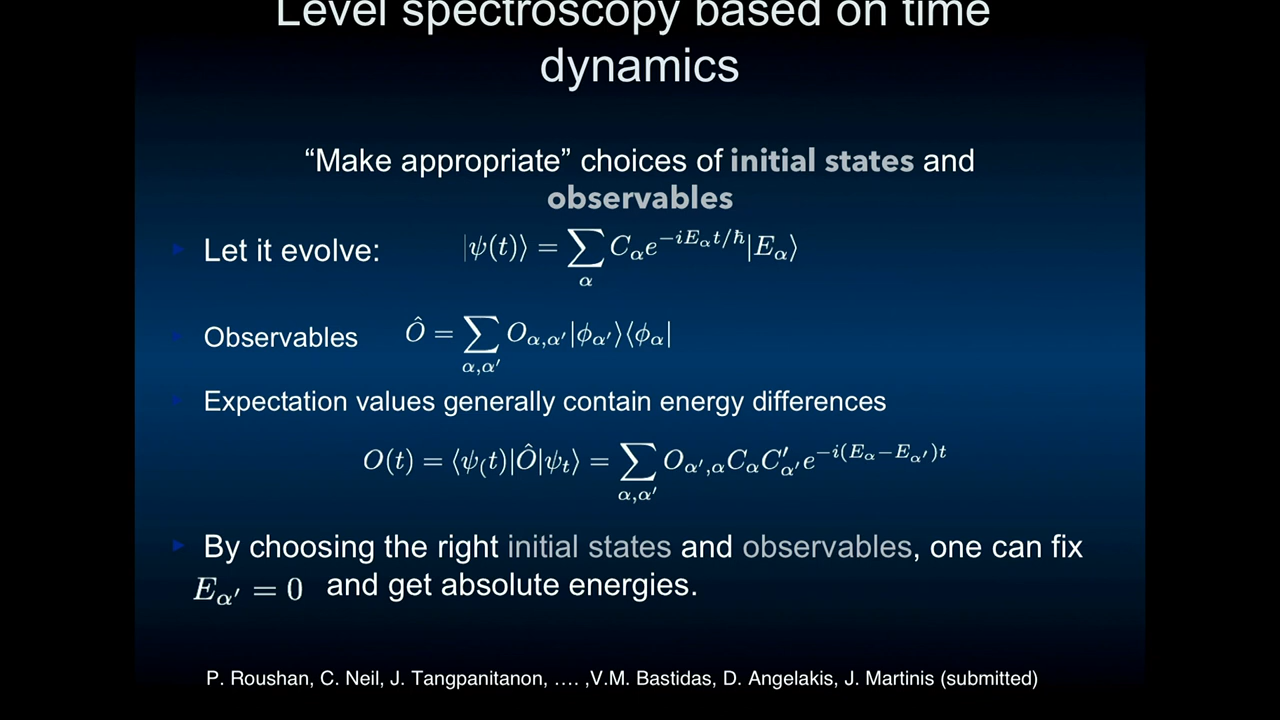 Level spectroscopy based on time
dynamics
“Make appropriate” choices of initial states and
observables
Let it evolve: |ψ(t)⟩ = ∑_α C_α e^{−iE_α t/ħ}|E_α⟩
Observables Ô = ∑_{α,α′} O_{α,α′}|ϕ_{α′}⟩⟨ϕ_α|
Expectation values generally contain energy differences
O(t) = ⟨ψ_(t)|Ô|ψ_t⟩ = ∑_{α,α′} O_{α′,α}C_αC′_{α′}e^{−i(E_α−E_{α′})t}
By choosing the right initial states and observables, one can fix
E_{α′} = 0 and get absolute energies.
P. Roushan, C. Neil, J. Tangpanitanon, .... ,V.M. Bastidas, D. Angelakis, J. Martinis (submitted)